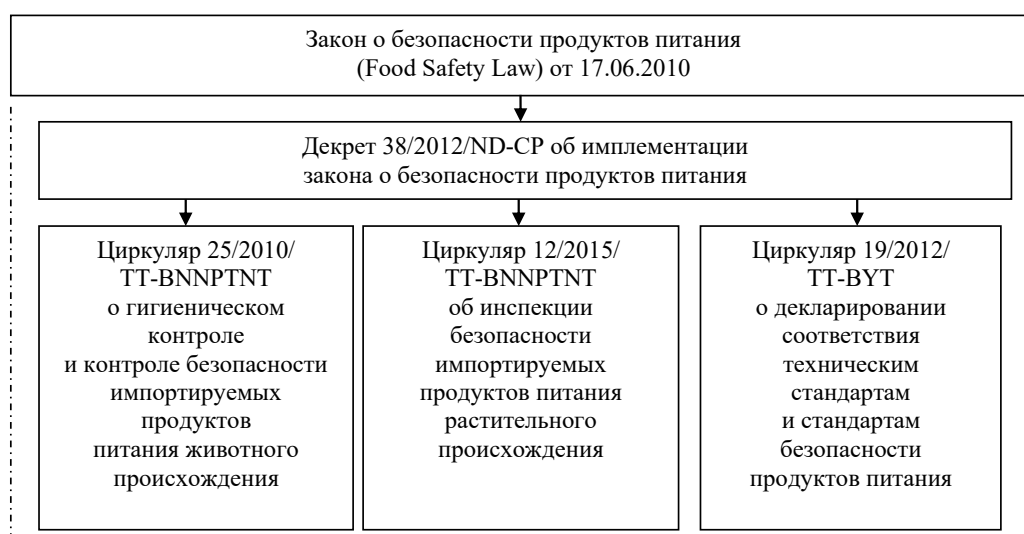 Закон о безопасности продуктов питания
(Food Safety Law) от 17.06.2010
Декрет 38/2012/ND-CP об имплементации
закона о безопасности продуктов питания
Циркуляр 25/2010/
TT-BNNPTNT
о гигиеническом
контроле
и контроле безопасности
импортируемых
продуктов
питания животного
происхождения
Циркуляр 12/2015/
TT-BNNPTNT
об инспекции
безопасности
импортируемых
продуктов питания
растительного
происхождения
Циркуляр 19/2012/
TT-BYT
о декларировании
соответствия
техническим
стандартам
и стандартам
безопасности
продуктов питания